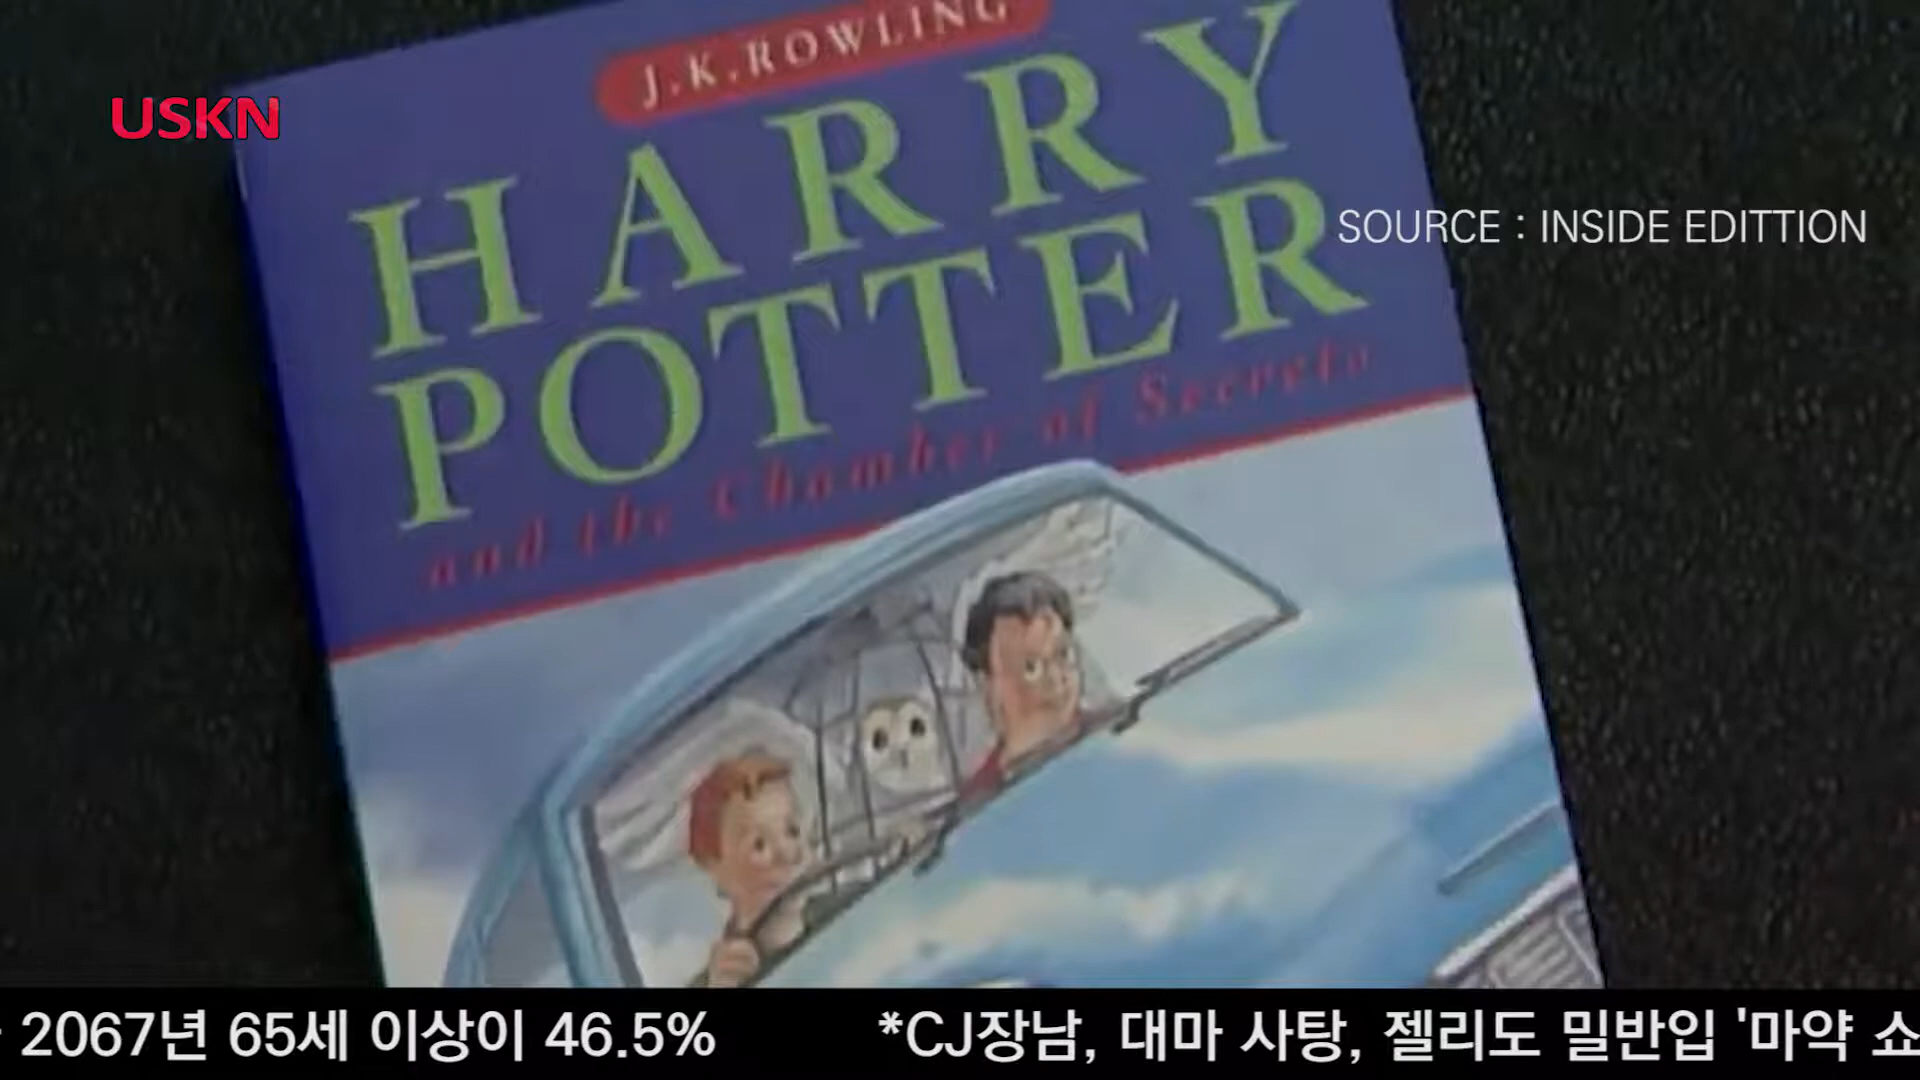 J.K.ROWLING
USKN
HARRY
POTTER
and the Chamber of Secrets
SOURCE : INSIDE EDITTION
2067년 65세 이상이 46.5% *CJ장남, 대마 사탕, 젤리도 밀반입 '마약 쇼